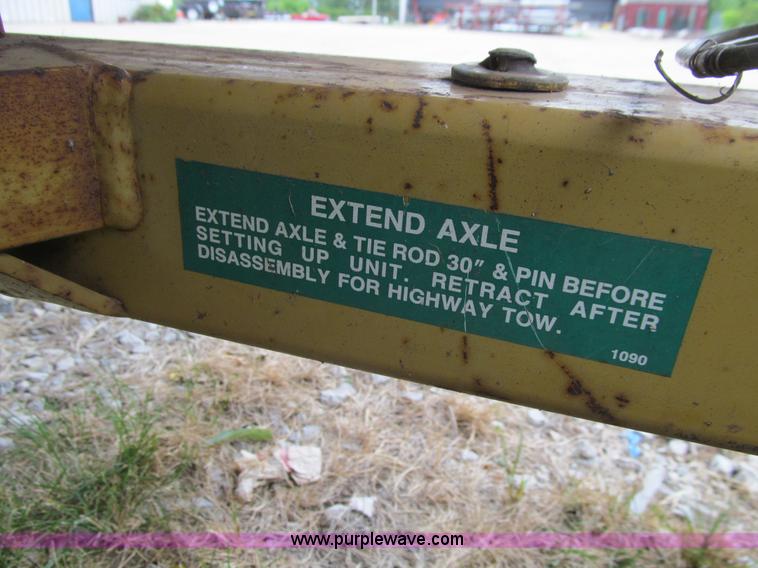 EXTEND AXLE
EXTEND AXLE & TIE ROD 30" & PIN BEFORE
SETTING UP UNIT. RETRACT AFTER
DISASSEMBLY FOR HIGHWAY TOW.
1090
www.purplewave.com